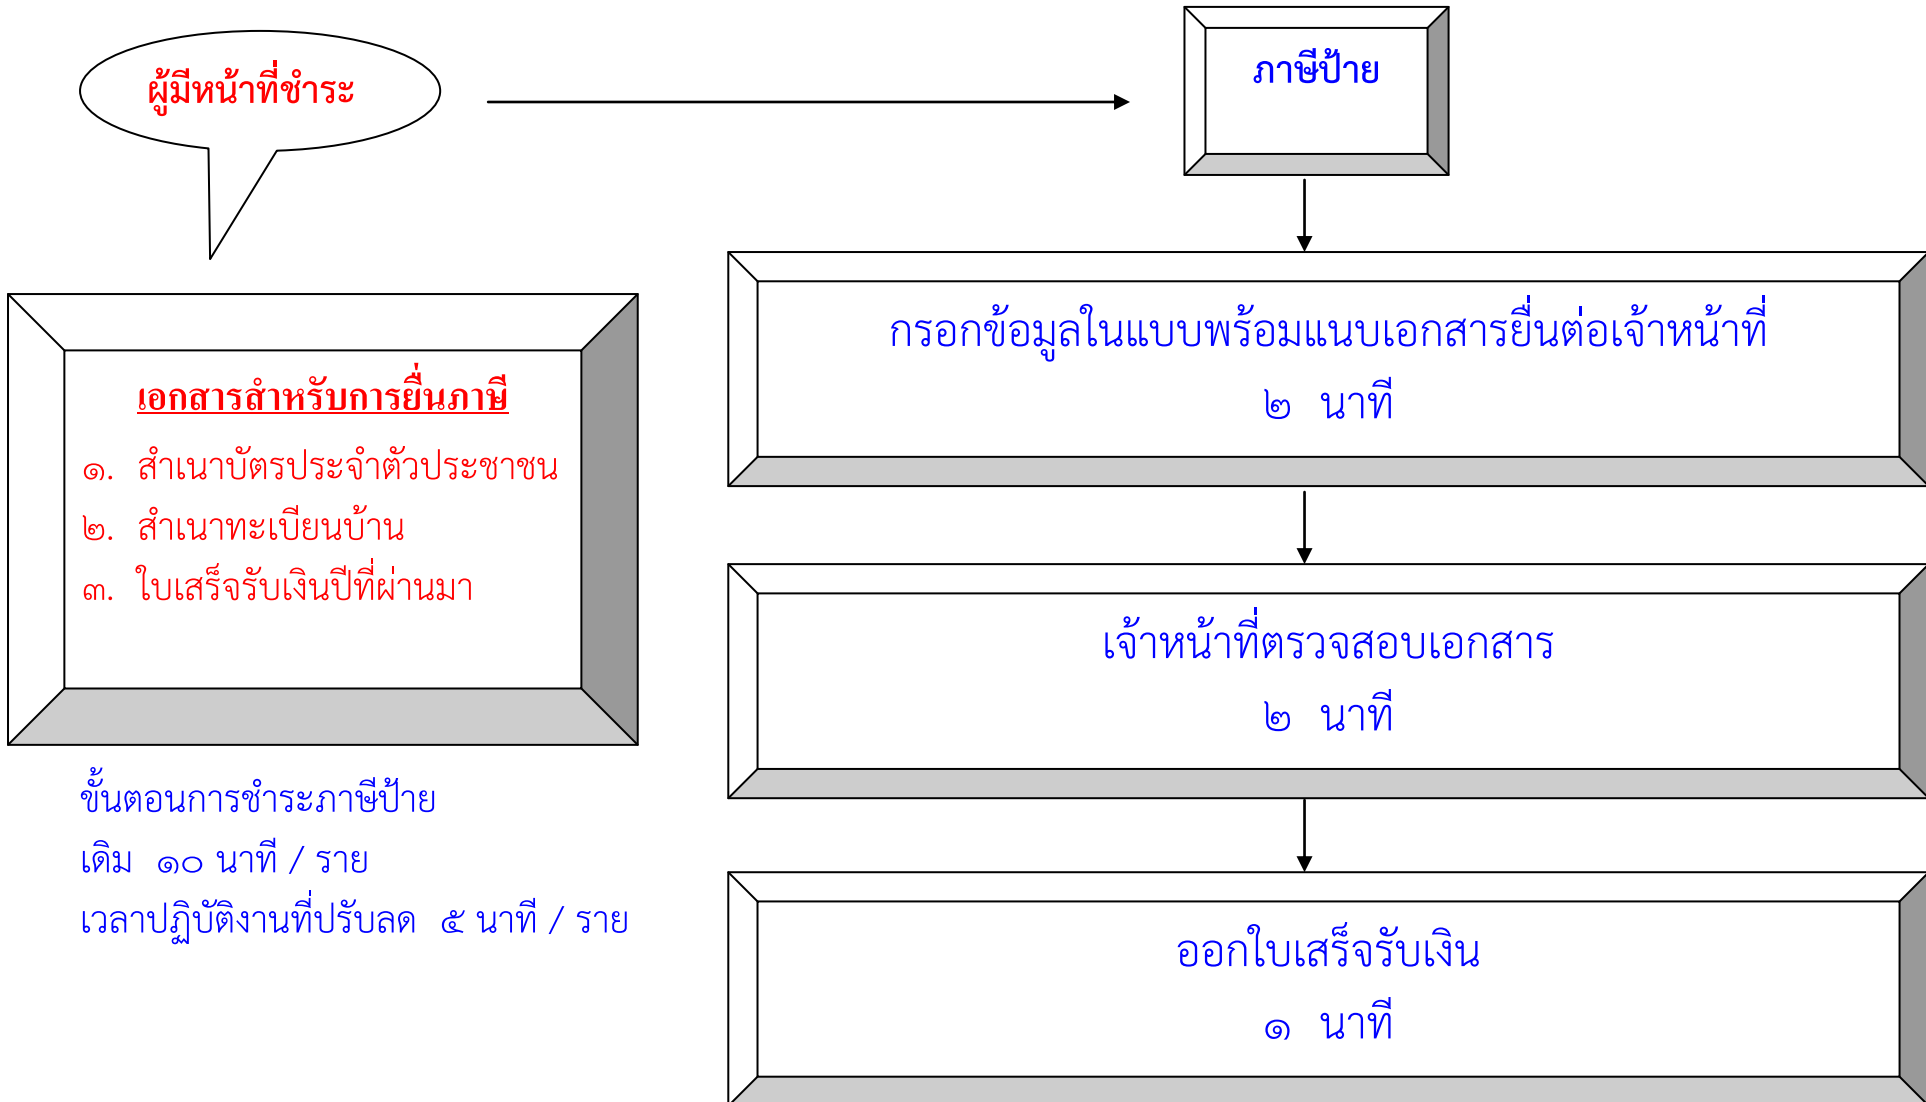 ผู้มีหน้าที่ชำระ
ภาษีป้าย
เอกสารสำหรับการยื่นภาษี
๑. สำเนาบัตรประจำตัวประชาชน
๒. สำเนาทะเบียนบ้าน
๓. ใบเสร็จรับเงินปีที่ผ่านมา
ขั้นตอนการชำระภาษีป้าย
เดิม ๑๐ นาที / ราย
เวลาปฏิบัติงานที่ปรับลด ๕ นาที / ราย
กรอกข้อมูลในแบบพร้อมแนบเอกสารยื่นต่อเจ้าหน้าที่
๒ นาที
เจ้าหน้าที่ตรวจสอบเอกสาร
๒ นาที
ออกใบเสร็จรับเงิน
๑ นาที